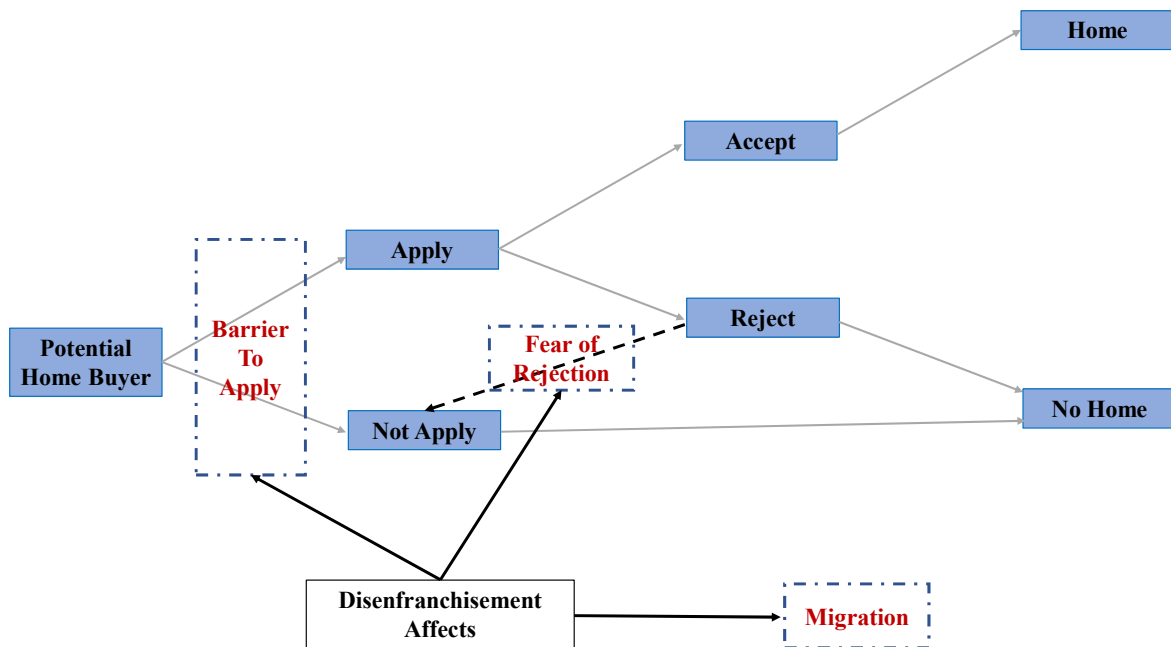 Home
Accept
Apply
Reject
Barrier
To
Apply
Fear of
Rejection
Potential
Home Buyer
No Home
Not Apply
Disenfranchisement
Affects
Migration